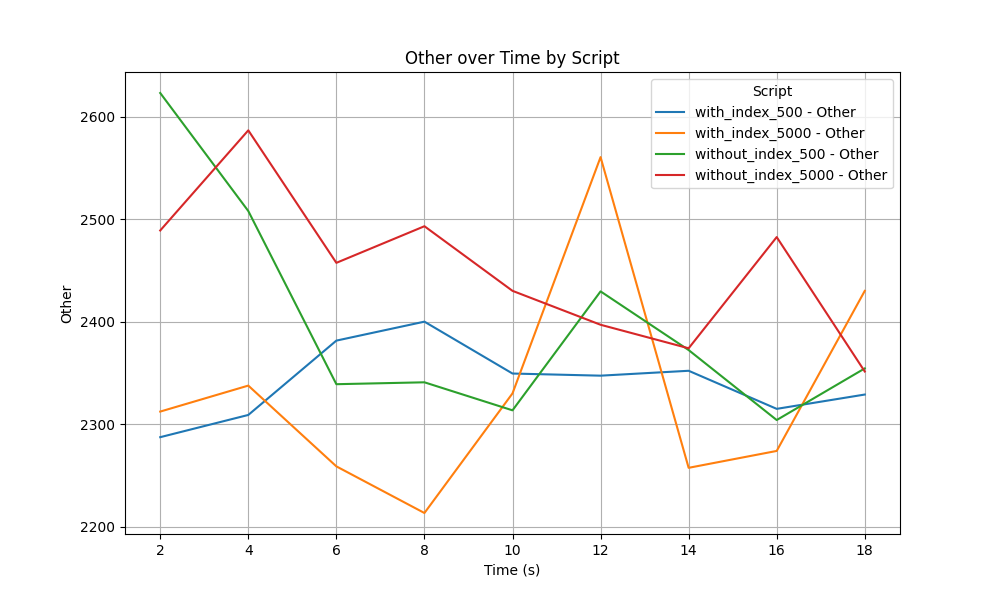 Other over Time by Script
Script
with_index_500 - Other
with_index_5000 - Other
without_index_500 - Other
without_index_5000 - Other
Other
2600
2500
2400
2300
2200
2 4 6 8 10 12 14 16 18
Time (s)